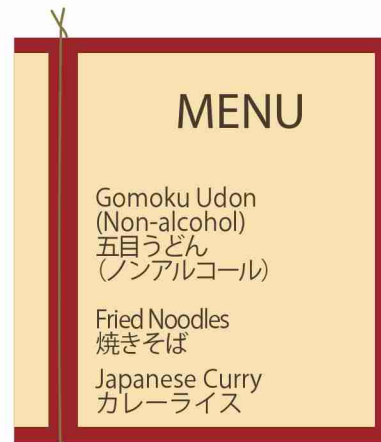 MENU
Gomoku Udon
(Non-alcohol)
五目うどん
(ノンアルコール)
Fried Noodles
焼きそば
Japanese Curry
カレーライス